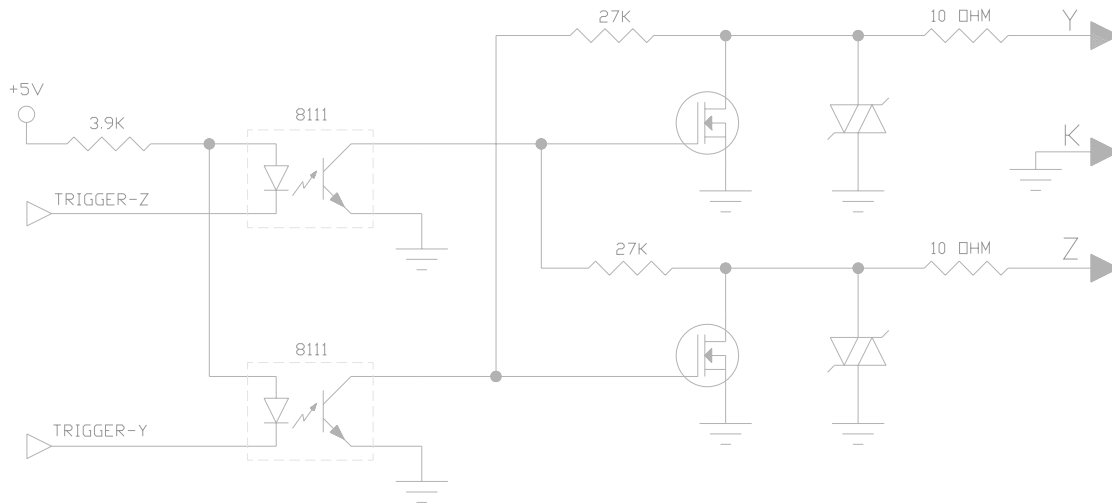 27K
10 OHM
Y
+5V
3.9K
8111
K
TRIGGER-Z
27K
10 OHM
Z
8111
TRIGGER-Y